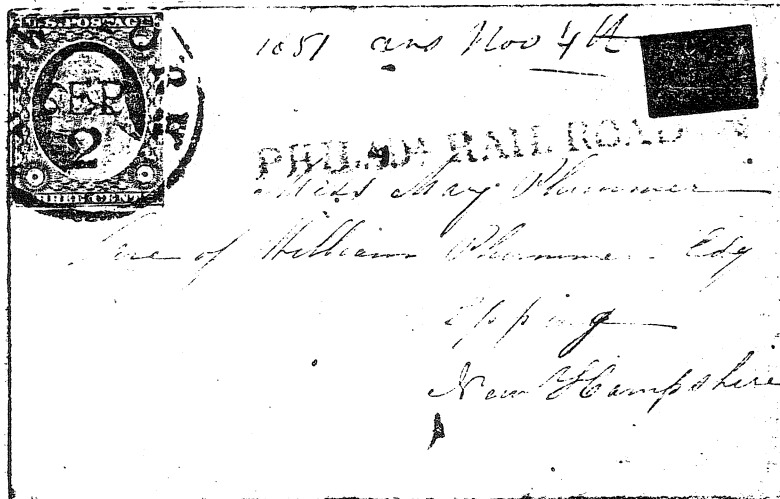 U.S. POSTAGE
SEP
2
THREE CENTS
1851 ans Nov 4th
PHILADA RAIL ROAD
Miss Mary Plummer
Care of William Plummer Esq
Epping
New Hampshire